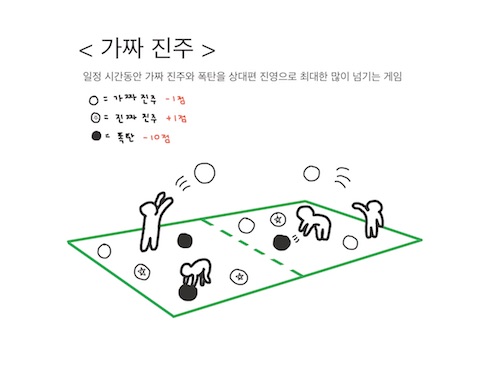 < 가짜 진주 >
일정 시간동안 가짜 진주와 폭탄을 상대편 진영으로 최대한 많이 넘기는 게임
= 가짜 진주 -1점
= 진짜 진주 +1점
= 폭탄 -10점